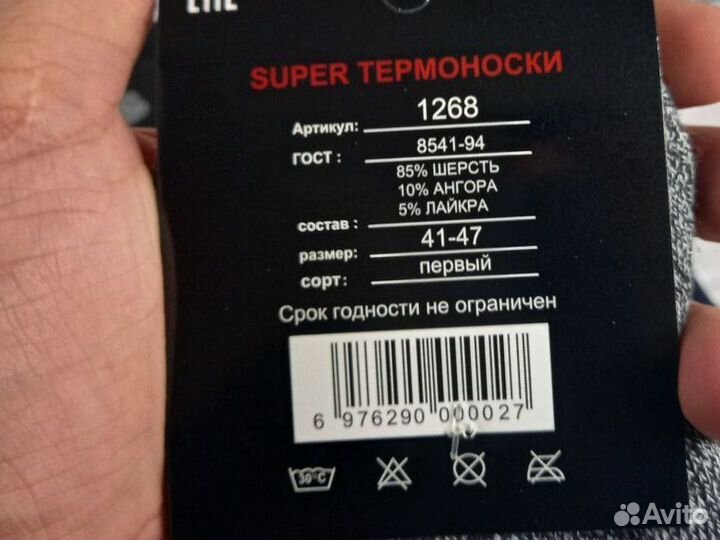 SUPER ТЕРМОНОСКИ
Артикул: 1268
ГОСТ : 8541-94
85% ШЕРСТЬ
10% АНГОРА
5% ЛАЙКРА
состав :
размер: 41-47
сорт: первый
Срок годности не ограничен
6 976290 000027
30°C
Avito